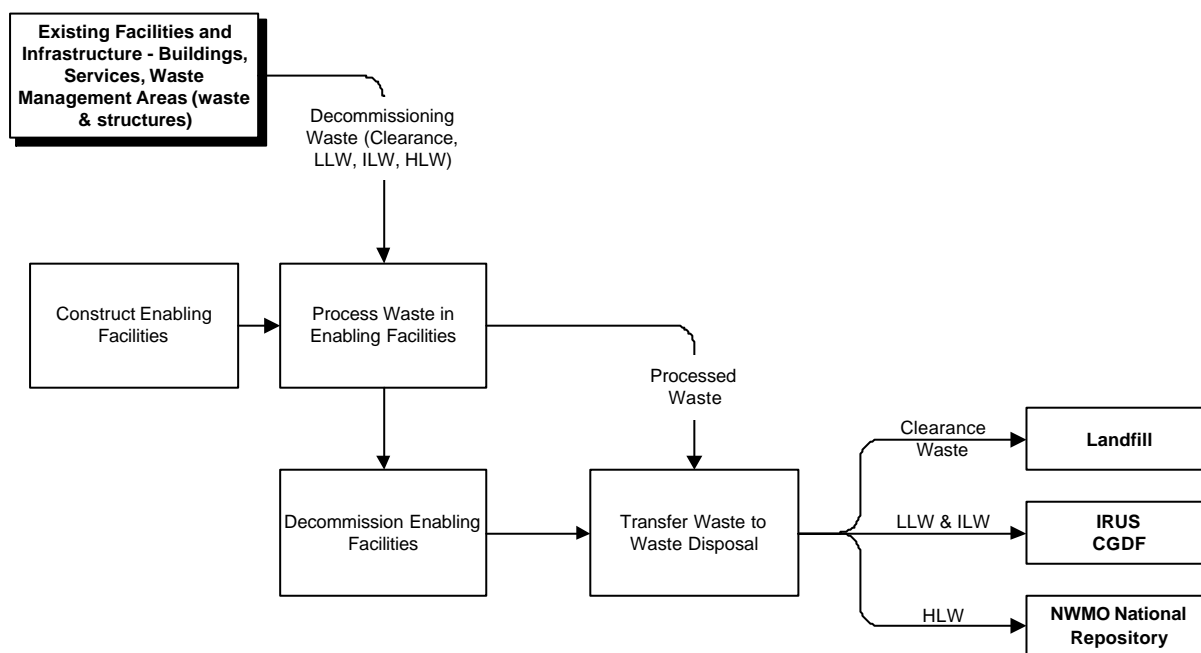 Existing Facilities and
Infrastructure - Buildings,
Services, Waste
Management Areas (waste
& structures)
Decommissioning
Waste (Clearance,
LLW, ILW, HLW)
Construct Enabling
Facilities
Process Waste in
Enabling Facilities
Processed
Waste
Decommission Enabling
Facilities
Transfer Waste to
Waste Disposal
Clearance
Waste
Landfill
LLW & ILW
IRUS
CGDF
HLW
NWMO National
Repository